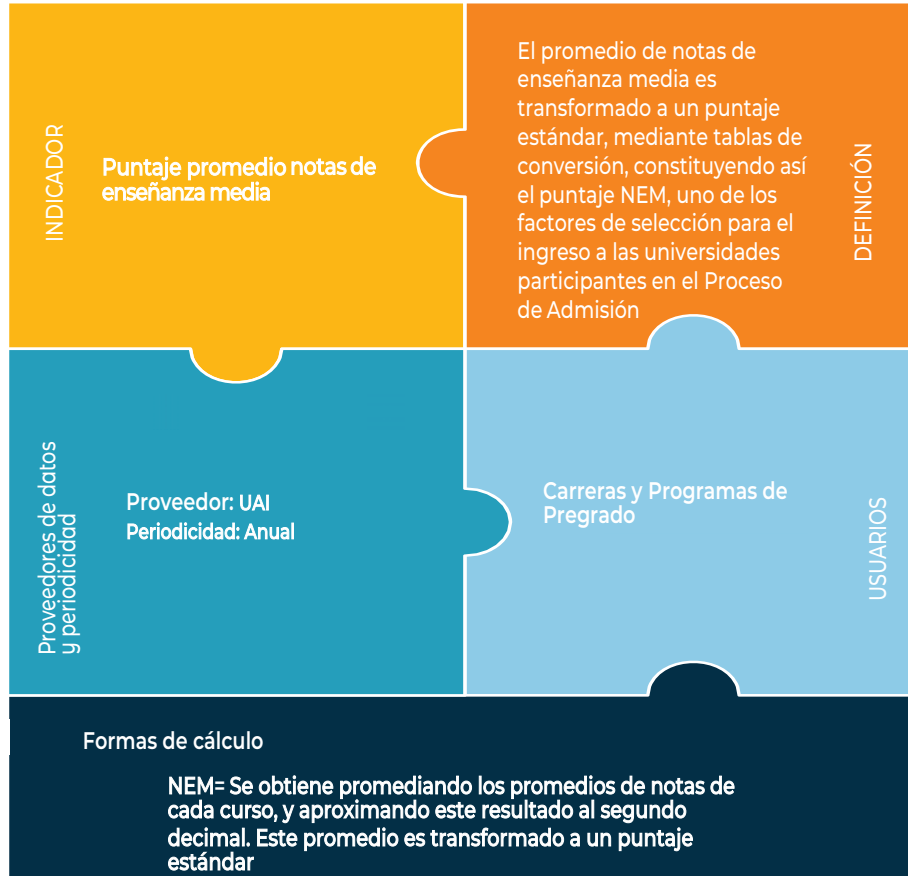 INDICADOR
Puntaje promedio notas de
enseñanza media
El promedio de notas de
enseñanza media es
transformado a un puntaje
estándar, mediante tablas de
conversión, constituyendo así
el puntaje NEM, uno de los
factores de selección para el
ingreso a las universidades
participantes en el Proceso
de Admisión
DEFINICIÓN
Proveedores de datos
y periodicidad
Proveedor: UAI
Periodicidad: Anual
Carreras y Programas de
Pregrado
USUARIOS
Formas de cálculo
NEM= Se obtiene promediando los promedios de notas de
cada curso, y aproximando este resultado al segundo
decimal. Este promedio es transformado a un puntaje
estándar